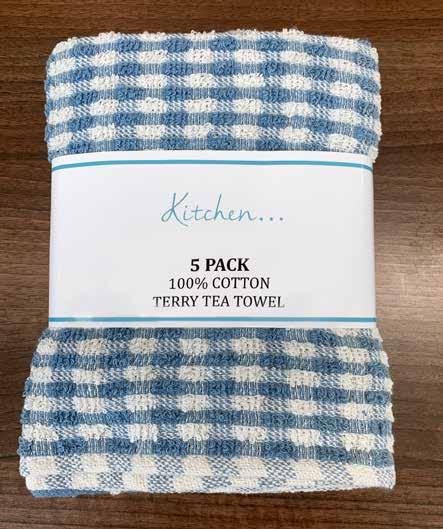 Kitchen...
5 PACK
100% COTTON
TERRY TEA TOWEL